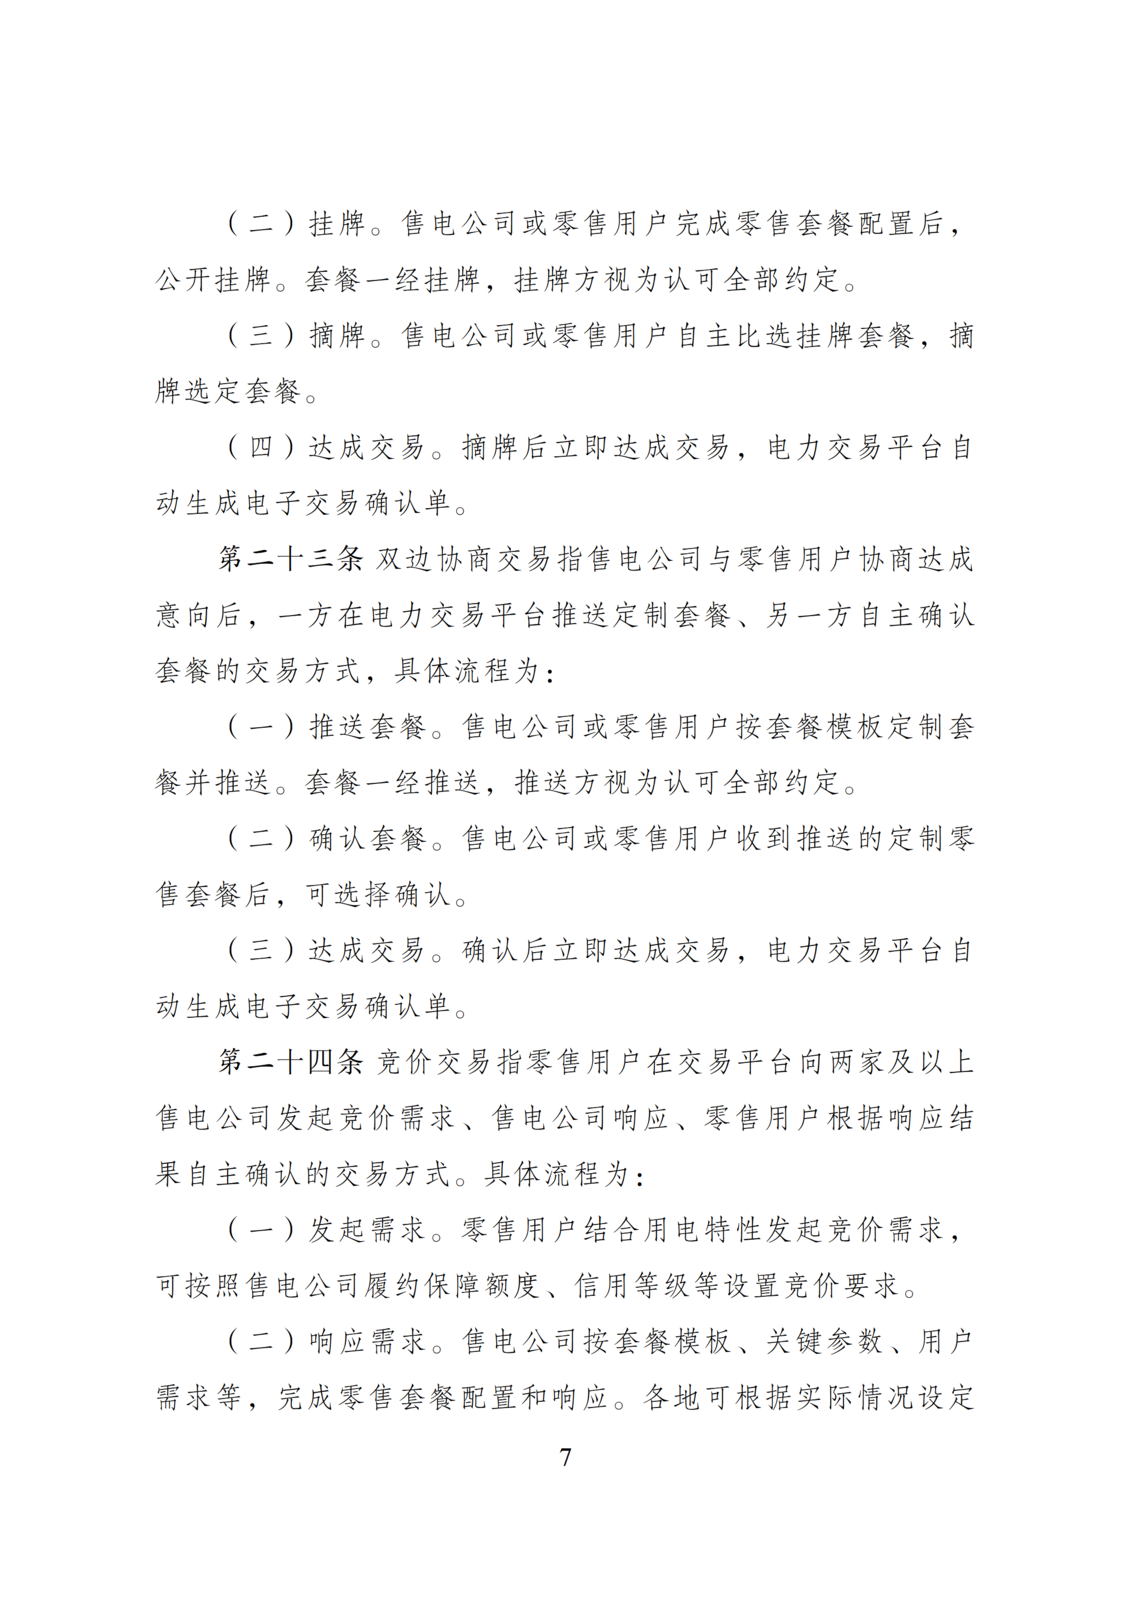 （二）挂牌。售电公司或零售用户完成零售套餐配置后，
公开挂牌。套餐一经挂牌，挂牌方视为认可全部约定。
（三）摘牌。售电公司或零售用户自主比选挂牌套餐，摘
牌选定套餐。
（四）达成交易。摘牌后立即达成交易，电力交易平台自
动生成电子交易确认单。
第二十三条 双边协商交易指售电公司与零售用户协商达成
意向后，一方在电力交易平台推送定制套餐、另一方自主确认
套餐的交易方式，具体流程为：
（一）推送套餐。售电公司或零售用户按套餐模板定制套
餐并推送。套餐一经推送，推送方视为认可全部约定。
（二）确认套餐。售电公司或零售用户收到推送的定制零
售套餐后，可选择确认。
（三）达成交易。确认后立即达成交易，电力交易平台自
动生成电子交易确认单。
第二十四条 竞价交易指零售用户在交易平台向两家及以上
售电公司发起竞价需求、售电公司响应、零售用户根据响应结
果自主确认的交易方式。具体流程为：
（一）发起需求。零售用户结合用电特性发起竞价需求，
可按照售电公司履约保障额度、信用等级等设置竞价要求。
（二）响应需求。售电公司按套餐模板、关键参数、用户
需求等，完成零售套餐配置和响应。各地可根据实际情况设定
7